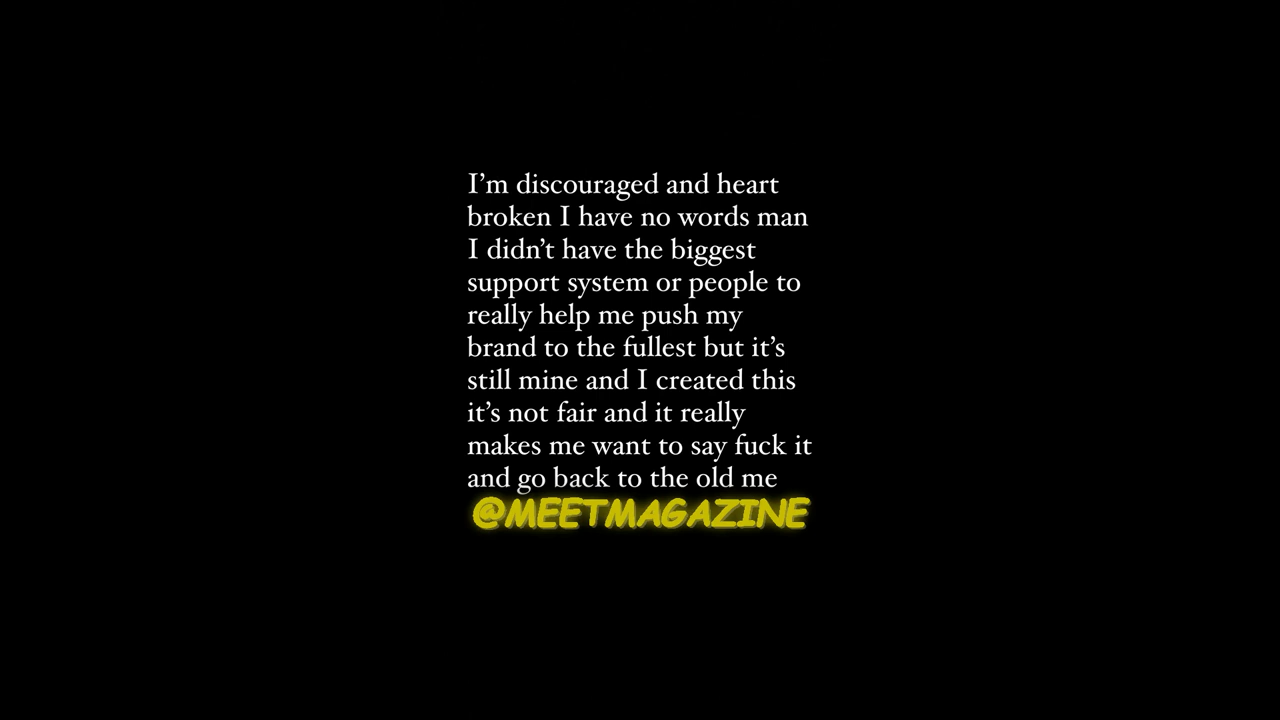 I’m discouraged and heart
broken I have no words man
I didn’t have the biggest
support system or people to
really help me push my
brand to the fullest but it’s
still mine and I created this
it’s not fair and it really
makes me want to say fuck it
and go back to the old me
@MEETMAGAZINE